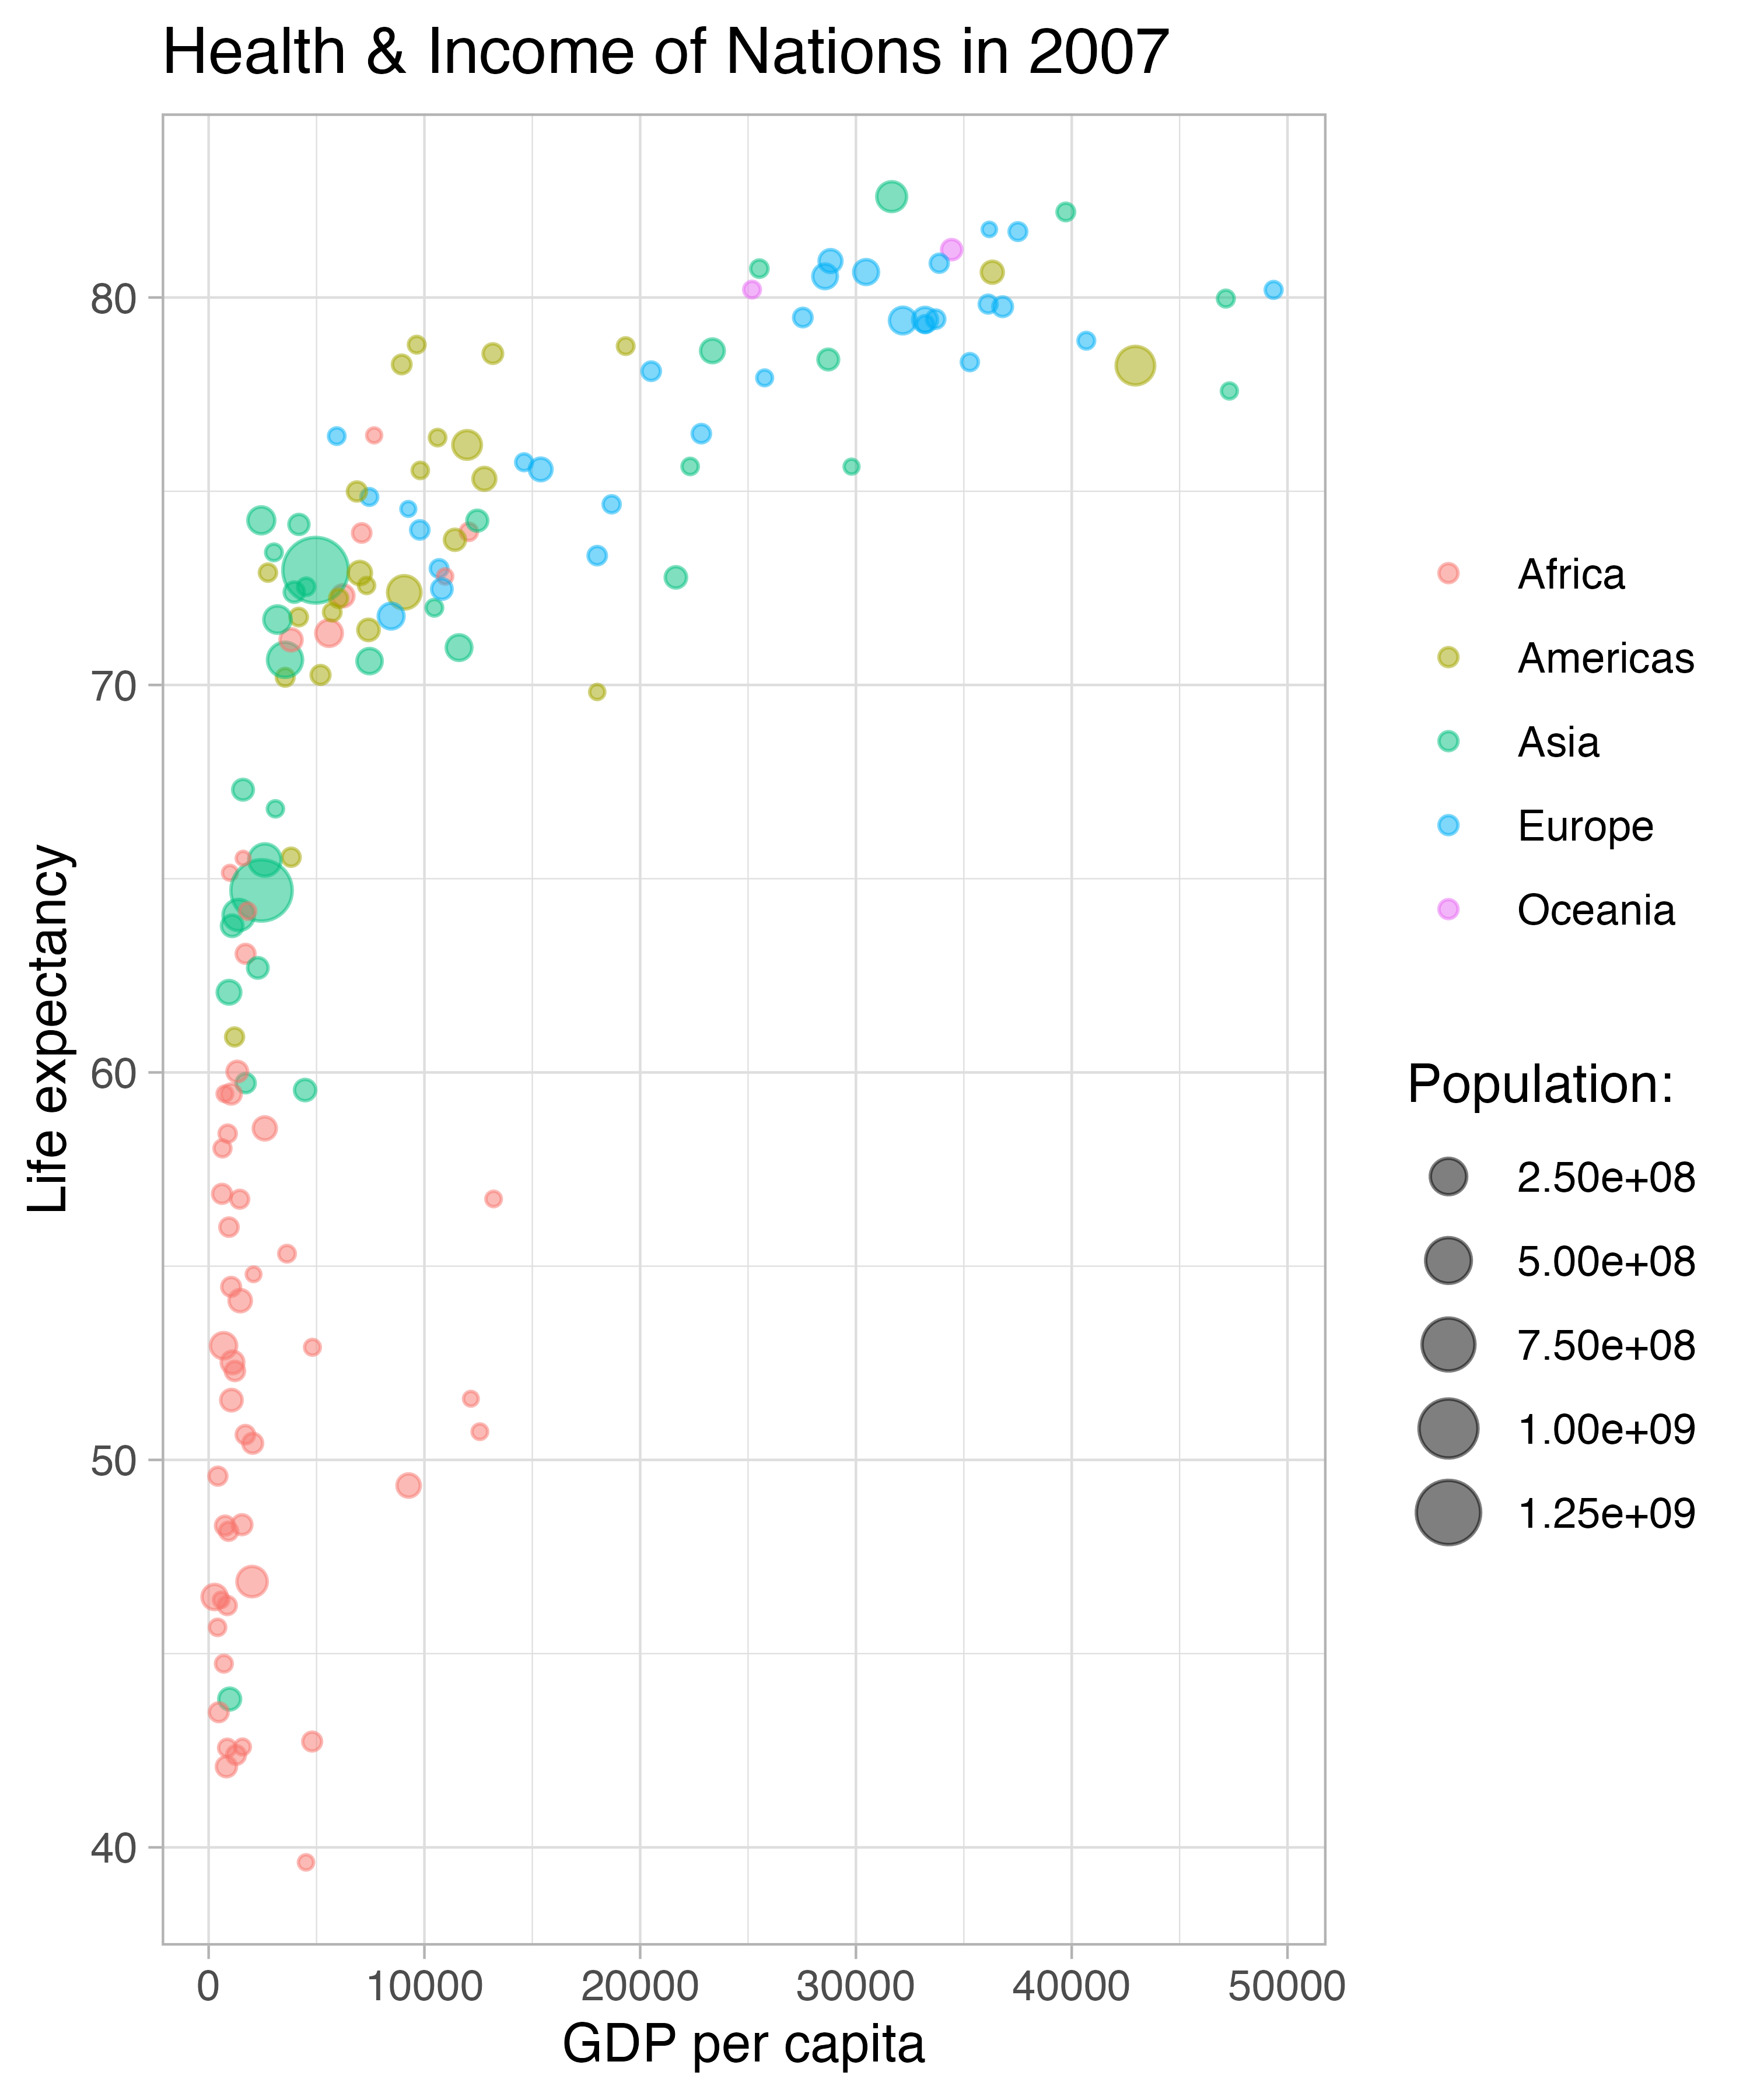 Health & Income of Nations in 2007
Life expectancy
80
70
60
50
40
0 10000 20000 30000 40000 50000
GDP per capita
Africa
Americas
Asia
Europe
Oceania
Population:
2.50e+08
5.00e+08
7.50e+08
1.00e+09
1.25e+09